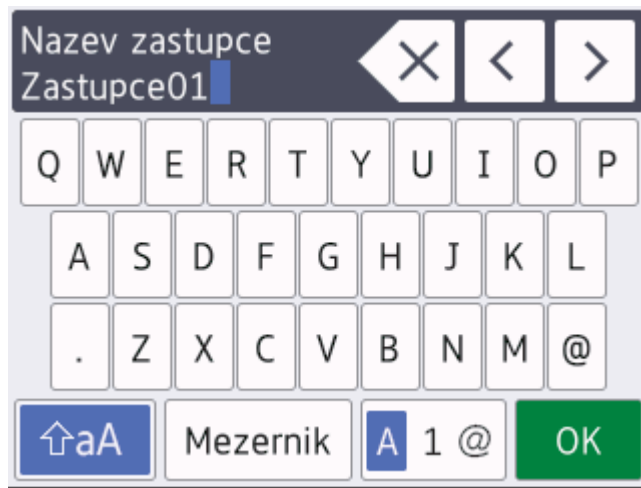 Nazev zastupce
Zastupce01
Q W E R T Y U I O P
A S D F G H J K L
. Z X C V B N M @
aA Mezernik A 1 @ OK